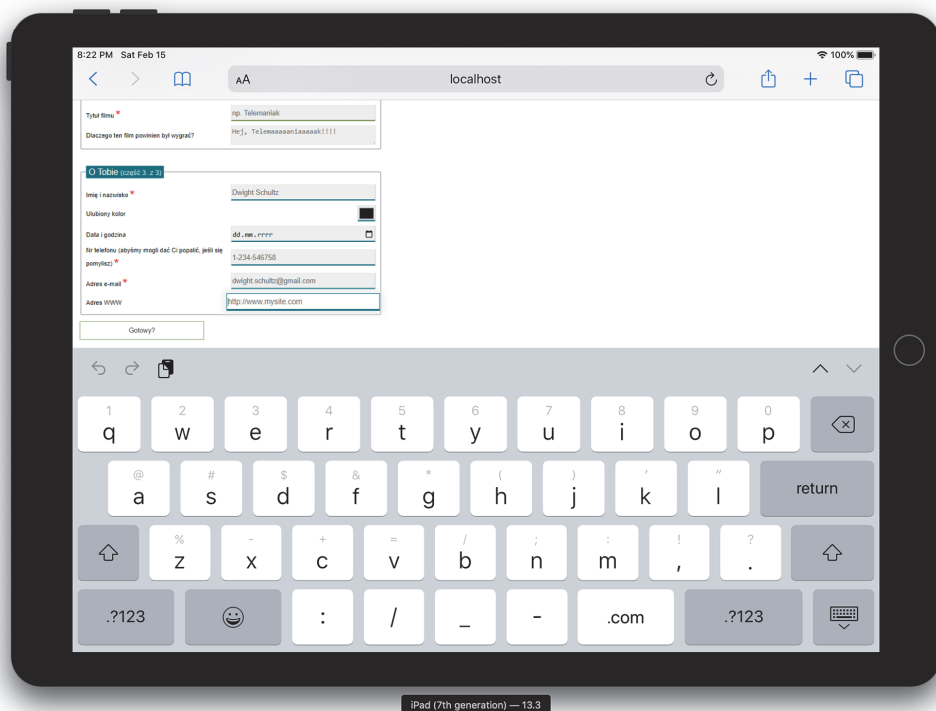 8:22 PM Sat Feb 15
100%
AA localhost
Tytuł filmu * np. Telemaniak
Dlaczego ten film powinien był wygrać? Hej, Telemaaaaaniaaaaak!!!!
O Tobie (część 3. z 3)
Imię i nazwisko * Dwight Schultz
Ulubiony kolor
Data i godzina dd.mm.rrrr
Nr telefonu (abyśmy mogli dać Ci popalić, jeśli się
pomylisz) * 1-234-546758
Adres e-mail * dwight.schultz@gmail.com
Adres WWW http://www.mysite.com
Gotowy?
1 2 3 4 5 6 7 8 9 0
q w e r t y u i o p
@ # $ & * ( ) ' "
a s d f g h j k l return
% - + = / ; : ! ?
z x c v b n m , .
.?123 : / _ - .com .?123
iPad (7th generation) — 13.3